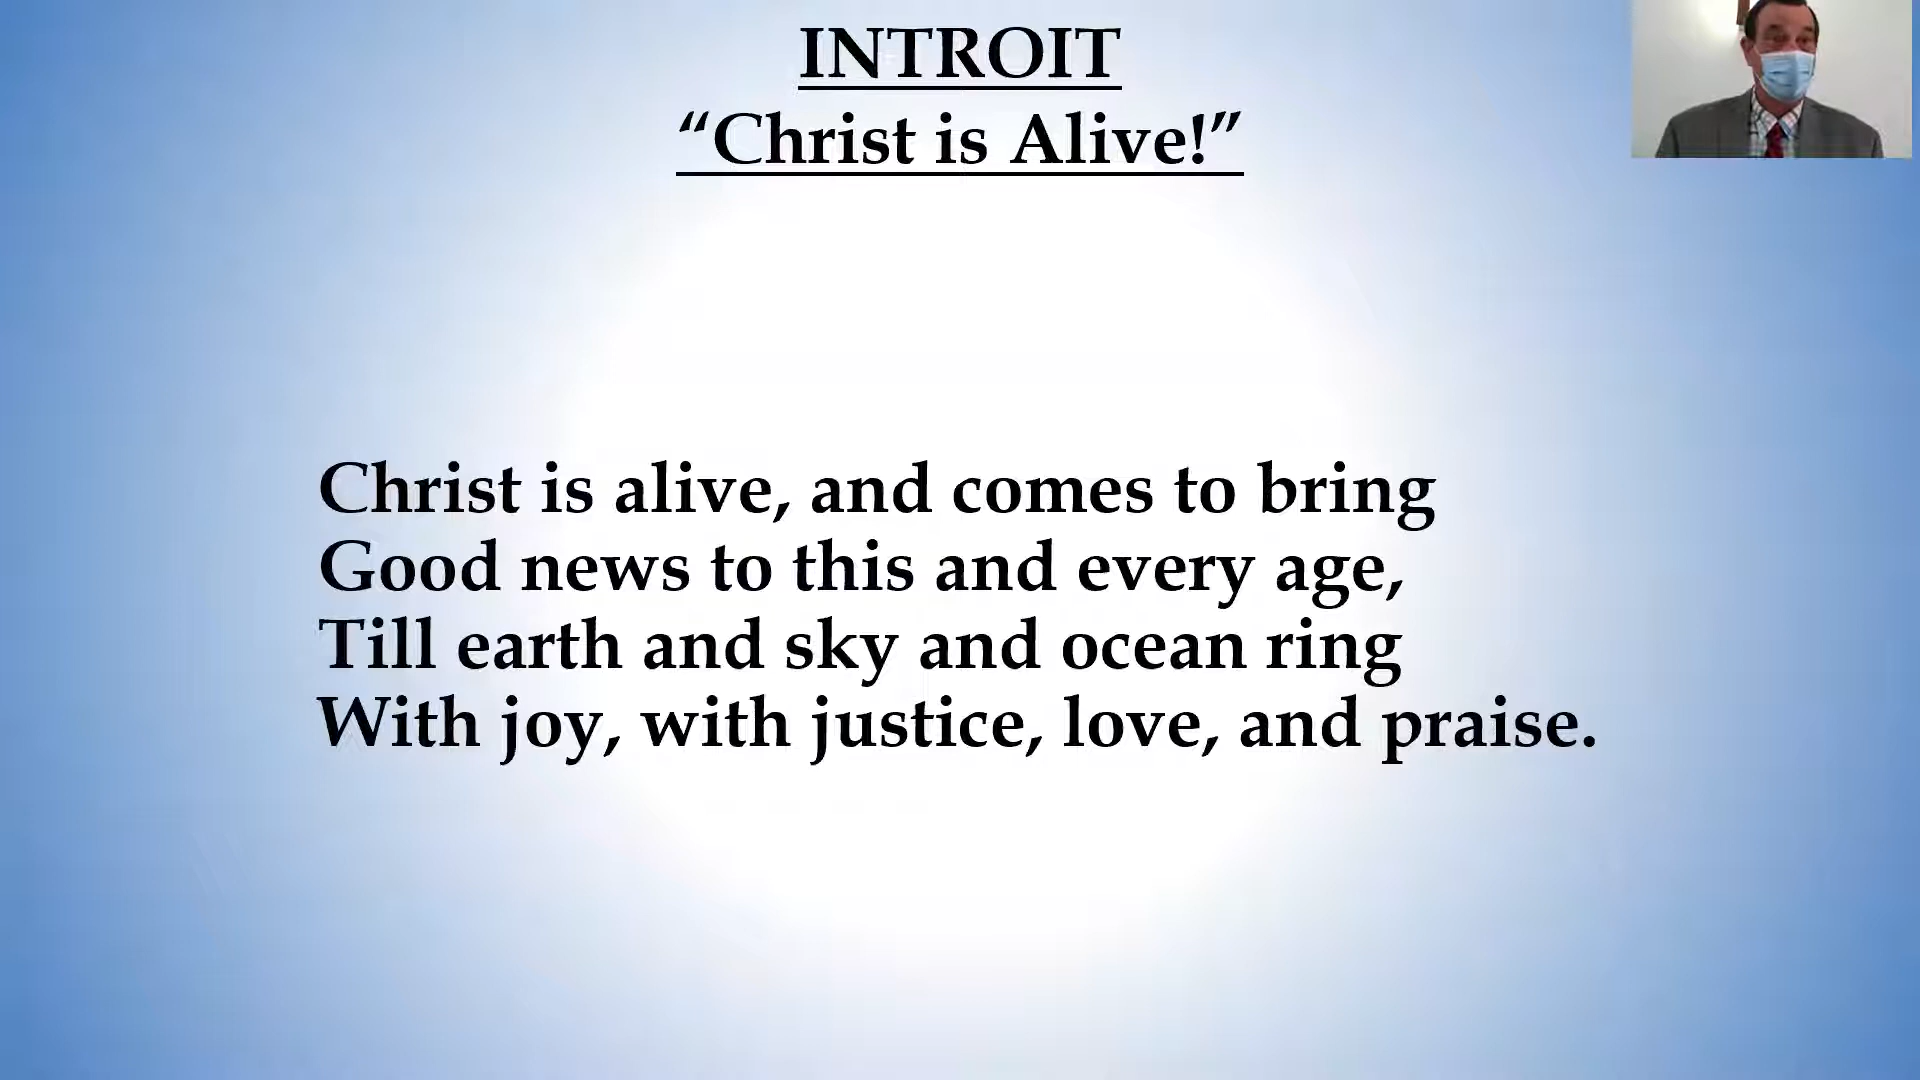 INTROIT
“Christ is Alive!”
Christ is alive, and comes to bring
Good news to this and every age,
Till earth and sky and ocean ring
With joy, with justice, love, and praise.